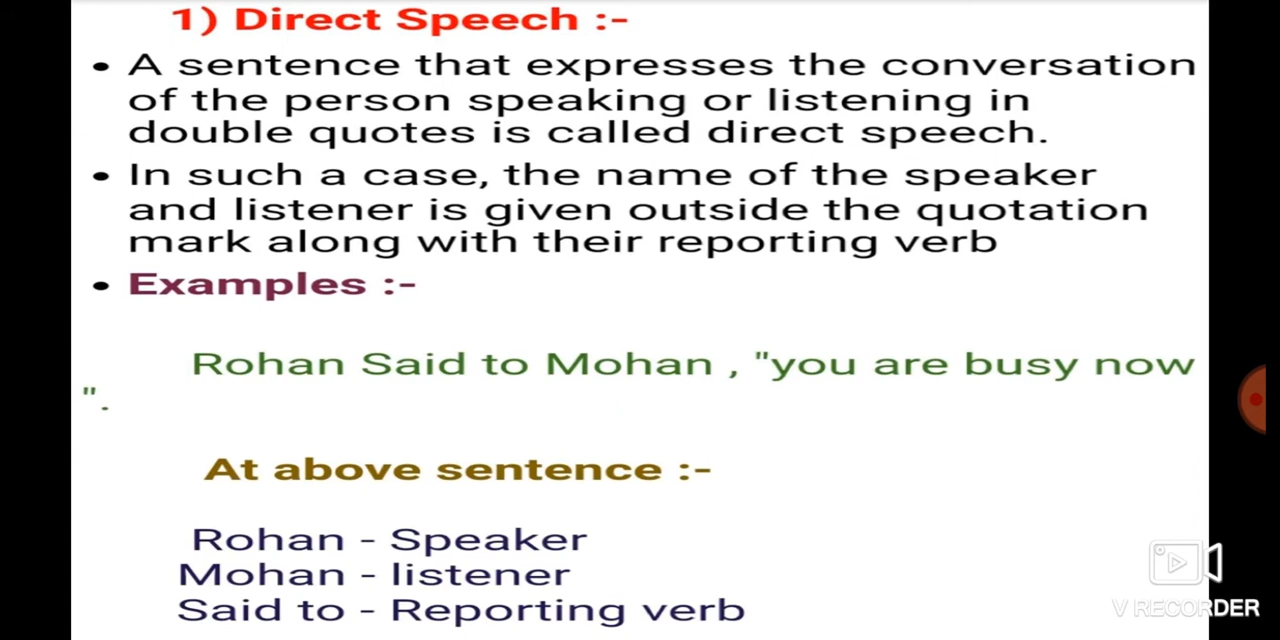 1) Direct Speech :-
• A sentence that expresses the conversation
of the person speaking or listening in
double quotes is called direct speech.
• In such a case, the name of the speaker
and listener is given outside the quotation
mark along with their reporting verb
• Examples :-
Rohan Said to Mohan , "you are busy now
".
At above sentence :-
Rohan - Speaker
Mohan - listener
Said to - Reporting verb
V RECORDER